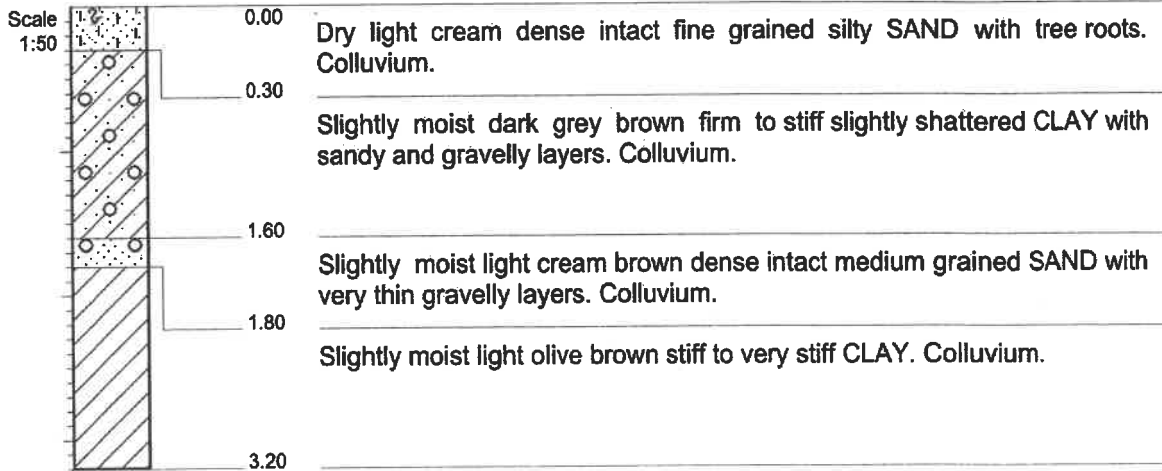 Scale
1:50
0.00
Dry light cream dense intact fine grained silty SAND with tree roots.
Colluvium.
0.30
Slightly moist dark grey brown firm to stiff slightly shattered CLAY with
sandy and gravelly layers. Colluvium.
1.60
Slightly moist light cream brown dense intact medium grained SAND with
very thin gravelly layers. Colluvium.
1.80
Slightly moist light olive brown stiff to very stiff CLAY. Colluvium.
3.20